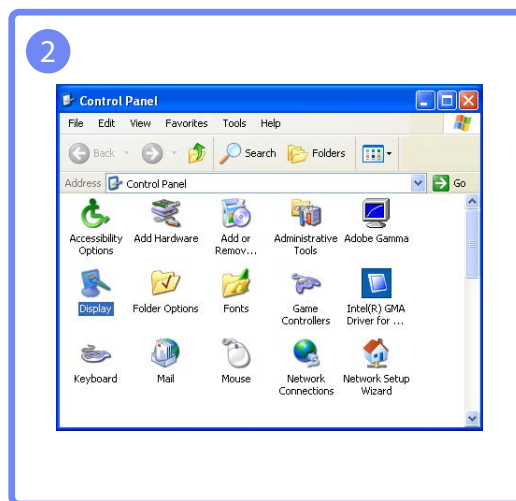 2
Control Panel
File Edit View Favorites Tools Help
Back Search Folders
Address Control Panel Go
Accessibility Options
Add Hardware
Add or Remov...
Administrative Tools
Adobe Gamma
Display
Folder Options
Fonts
Game Controllers
Intel(R) GMA Driver for ...
Keyboard
Mail
Mouse
Network Connections
Network Setup Wizard